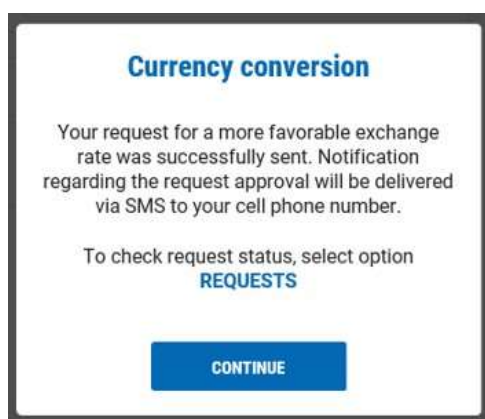 Currency conversion
Your request for a more favorable exchange
rate was successfully sent. Notification
regarding the request approval will be delivered
via SMS to your cell phone number.
To check request status, select option
REQUESTS
CONTINUE